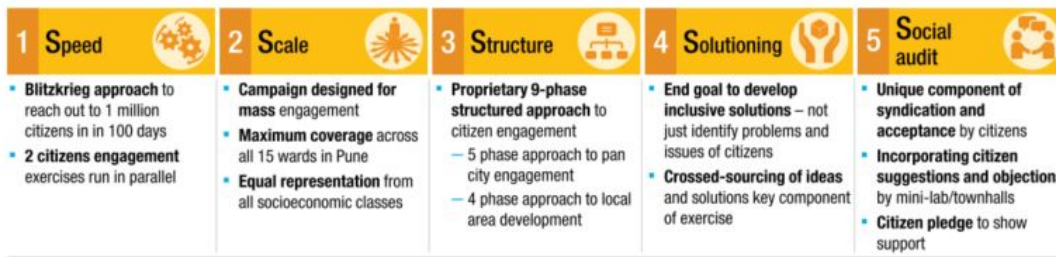 1 Speed
Blitzkrieg approach to
reach out to 1 million
citizens in in 100 days
2 citizens engagement
exercises run in parallel
2 Scale
Campaign designed for
mass engagement
Maximum coverage across
all 15 wards in Pune
Equal representation from
all socioeconomic classes
3 Structure
Proprietary 9-phase
structured approach to
citizen engagement
— 5 phase approach to pan
city engagement
— 4 phase approach to local
area development
4 Solutioning
End goal to develop
inclusive solutions – not
just identify problems and
issues of citizens
Crossed-sourcing of ideas
and solutions key component
of exercise
5 Social
audit
Unique component of
syndication and
acceptance by citizens
Incorporating citizen
suggestions and objection
by mini-lab/townhalls
Citizen pledge to show
support